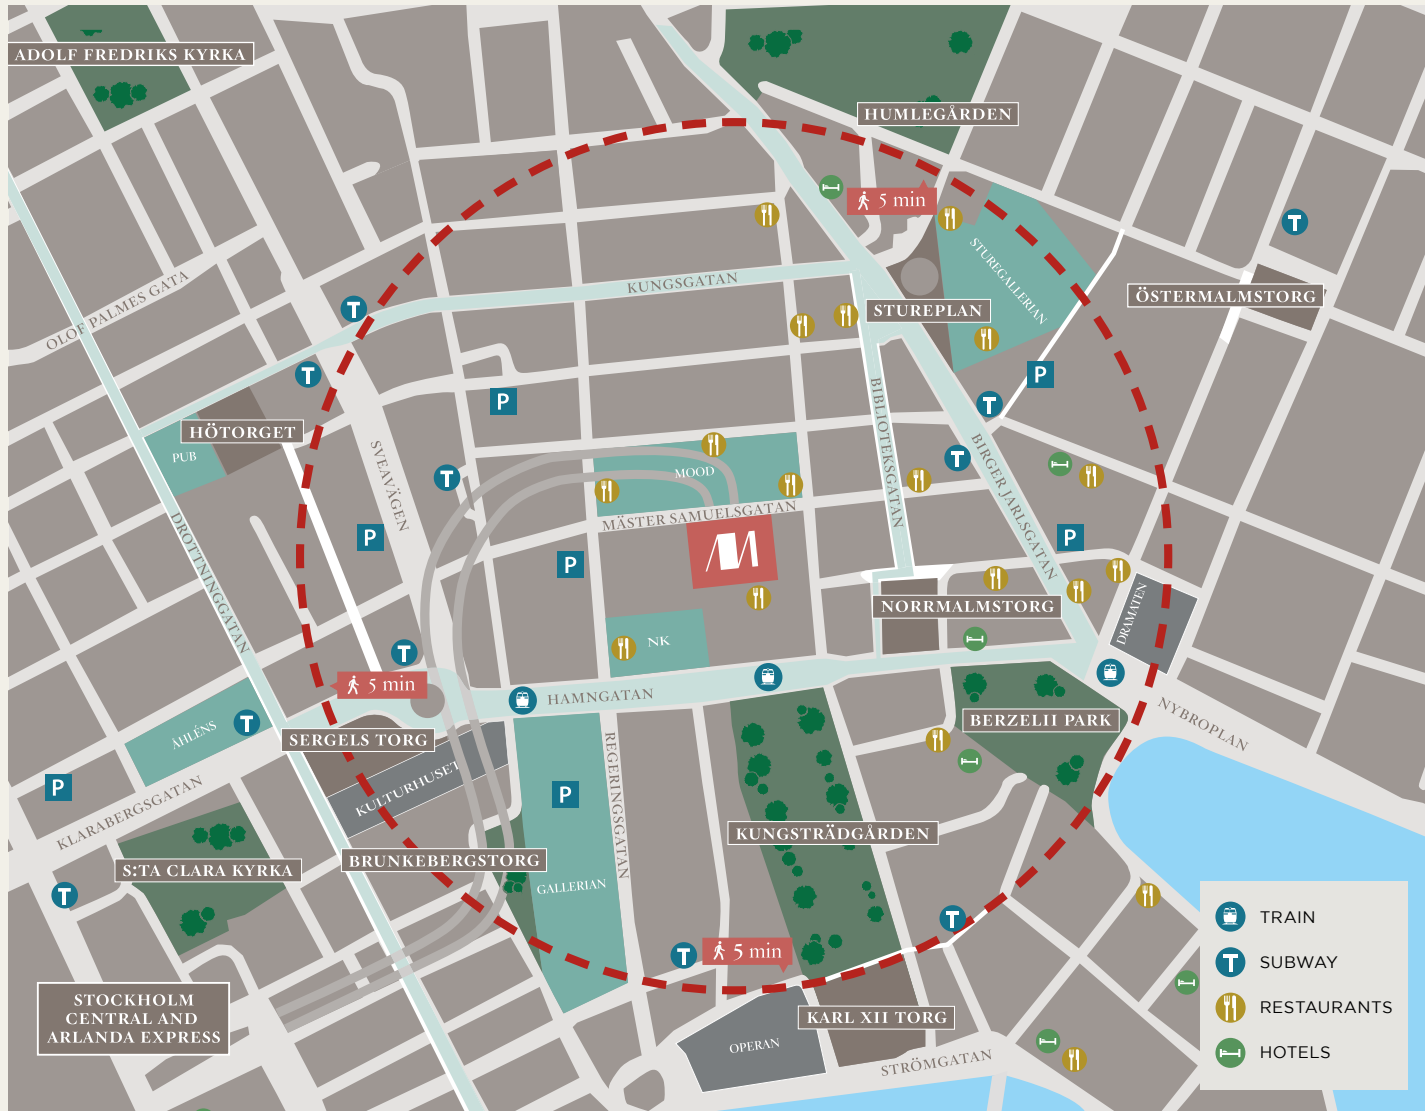 ADOLF FREDRIKS KYRKA
HUMLEGÅRDEN
5 min
STUREGALLERIAN
OLOF PALMES GATA
KUNGSGATAN
STUREPLAN
ÖSTERMALMSTORG
T
T
T
P
P
T
HÖTORGET
PUB
SVEAVÄGEN
BIBLIOTEKSGATAN
BIRGER JARLSGATAN
T
T
MOOD
MÄSTER SAMUELSGATAN
DROTTNINGGATAN
P
P
P
NORRMALMSTORG
DRAMATEN
NK
T
5 min
HAMNGATAN
ÅHLÉNS
T
SERGELS TORG
BERZELII PARK
NYBROPLAN
REGERINGSGATAN
KULTURHUSET
P
P
KLARABERGSGATAN
KUNGSTRÄDGÅRDEN
S:TA CLARA KYRKA
BRUNKEBERGSTORG
GALLERIAN
T
T
T
5 min
STOCKHOLM
CENTRAL AND
ARLANDA EXPRESS
KARL XII TORG
OPERAN
STRÖMGATAN
TRAIN
T SUBWAY
RESTAURANTS
HOTELS